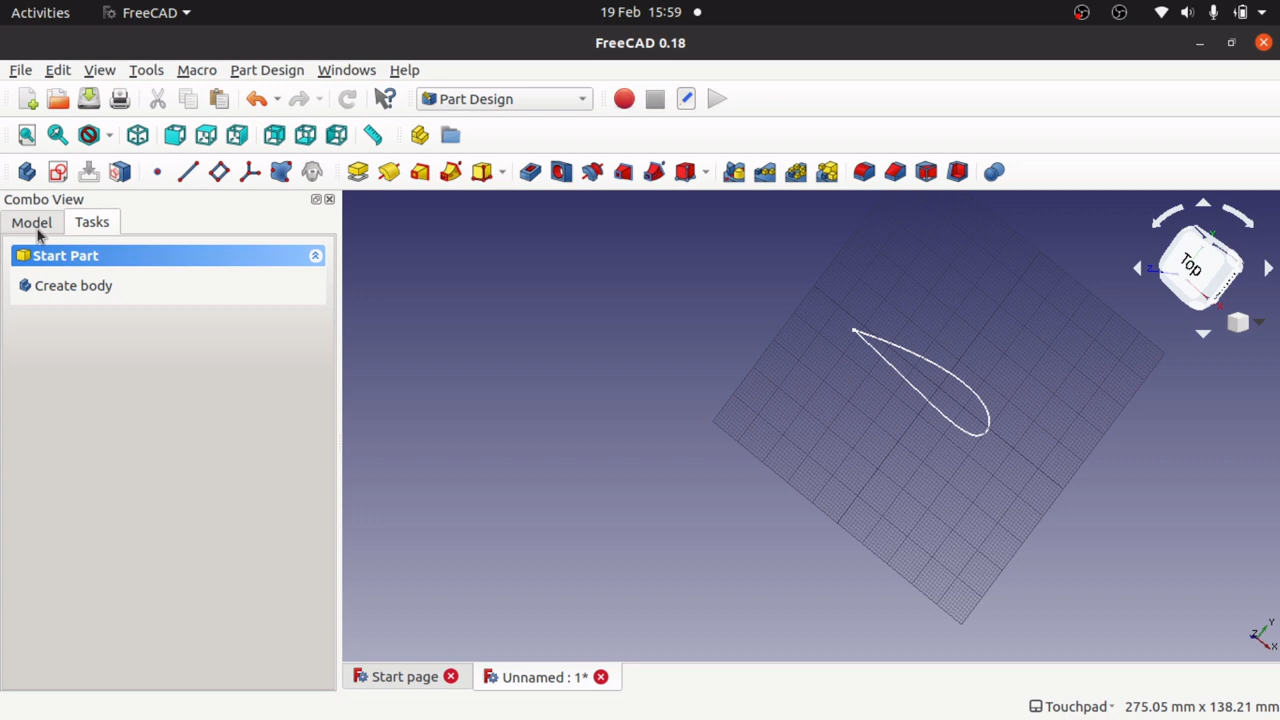 Activities
FreeCAD
19 Feb 15:59
FreeCAD 0.18
File Edit View Tools Macro Part Design Windows Help
Part Design
Combo View
Model Tasks
Start Part
Create body
Top
Z
Y
X
Z
X
Start page
Unnamed : 1*
Touchpad
275.05 mm x 138.21 mm